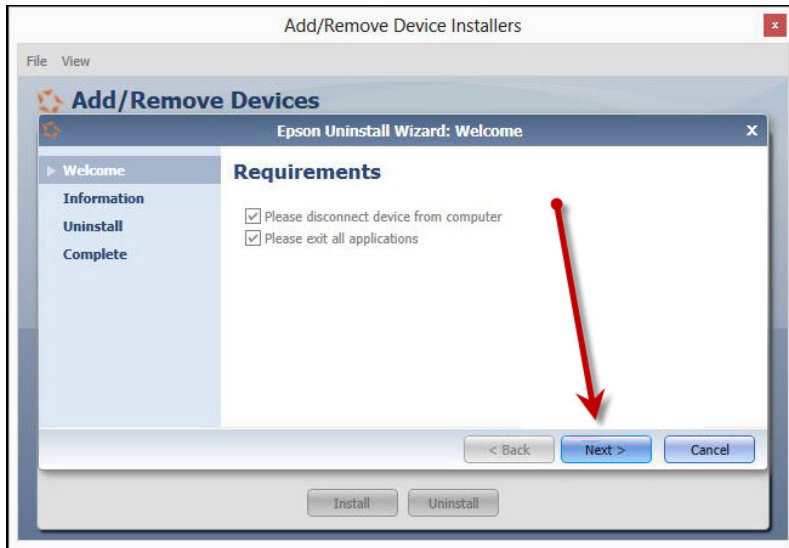 Add/Remove Device Installers
x
File View
Add/Remove Devices
Epson Uninstall Wizard: Welcome x
Welcome
Information
Uninstall
Complete
Requirements
Please disconnect device from computer
Please exit all applications
< Back Next > Cancel
Install Uninstall